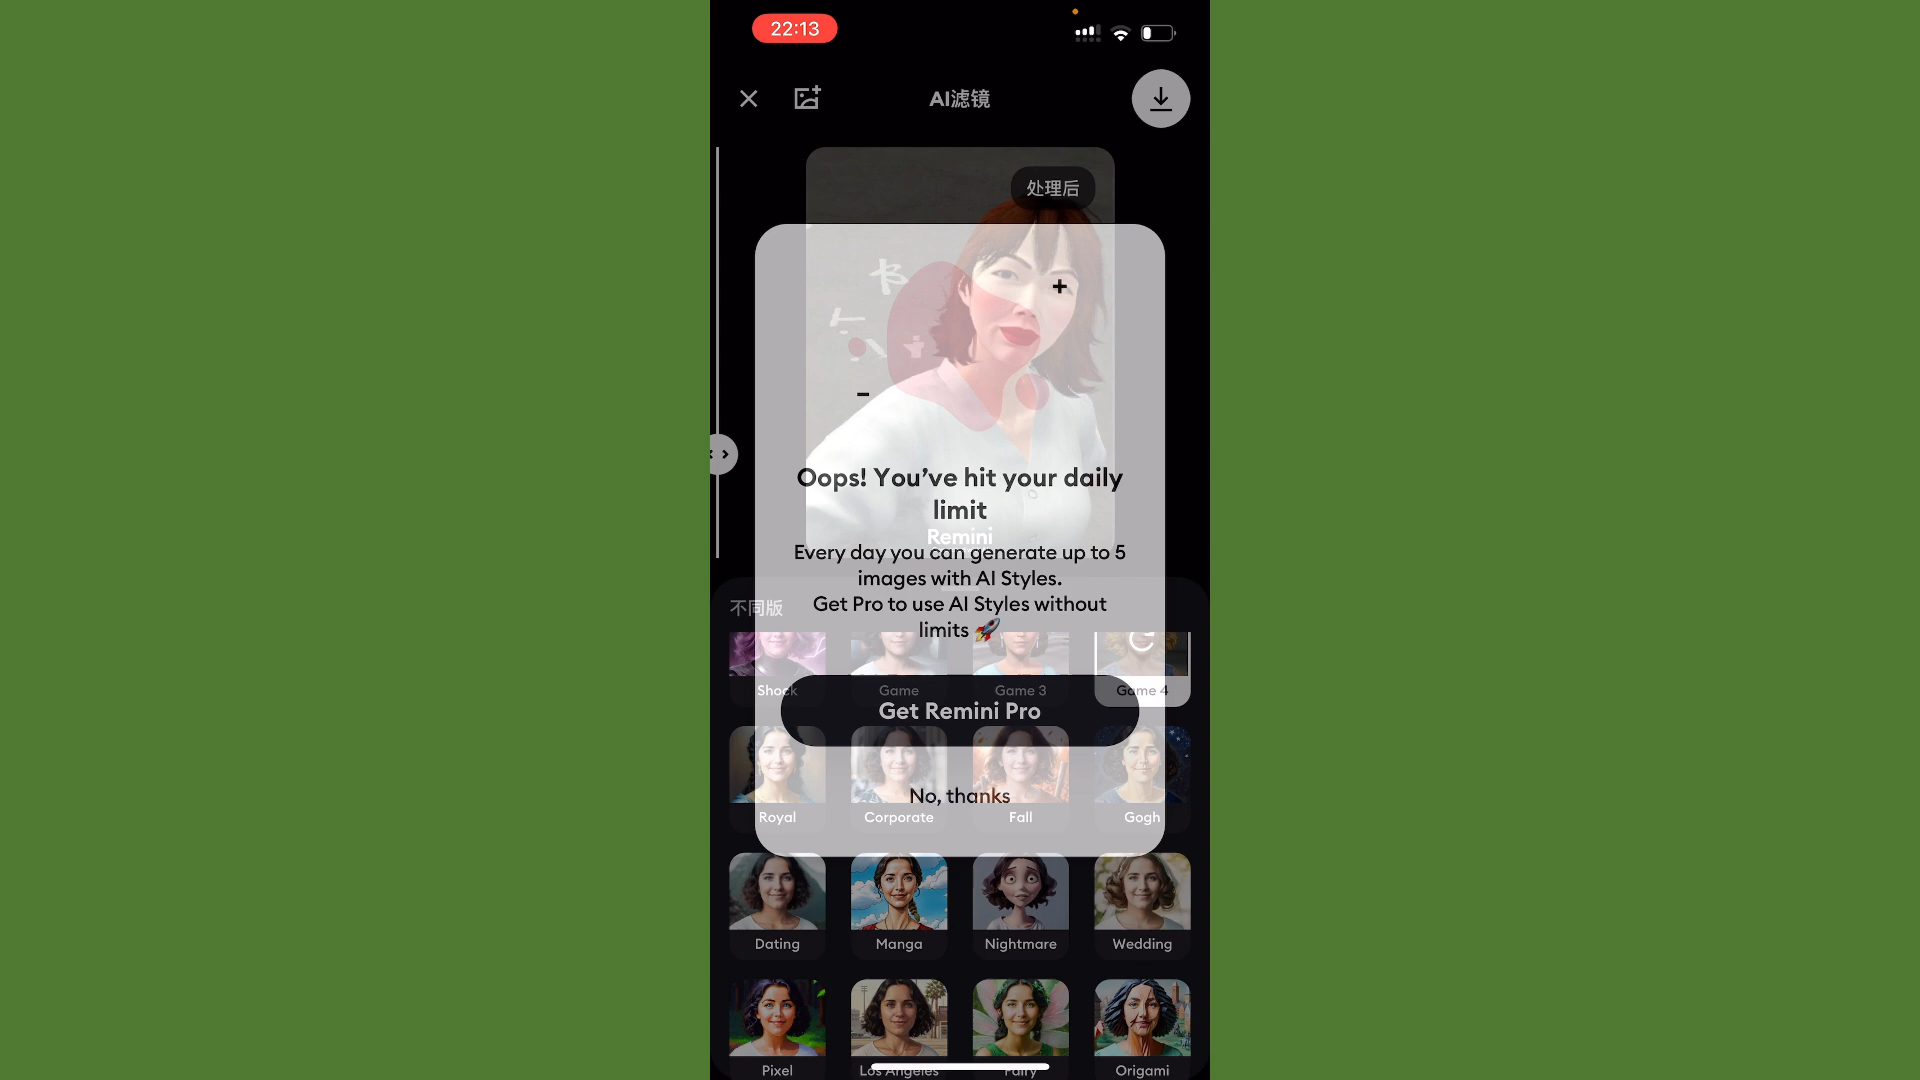 22:13
AI滤镜
处理后
Oops! You’ve hit your daily
limit
Remini
Every day you can generate up to 5
images with AI Styles.
Get Pro to use AI Styles without
limits 🚀
不同版
Shock Game Game 3 Game 4
Get Remini Pro
No, thanks
Royal Corporate Fall Gogh
Dating Manga Nightmare Wedding
Pixel Los Angeles Fairy Origami